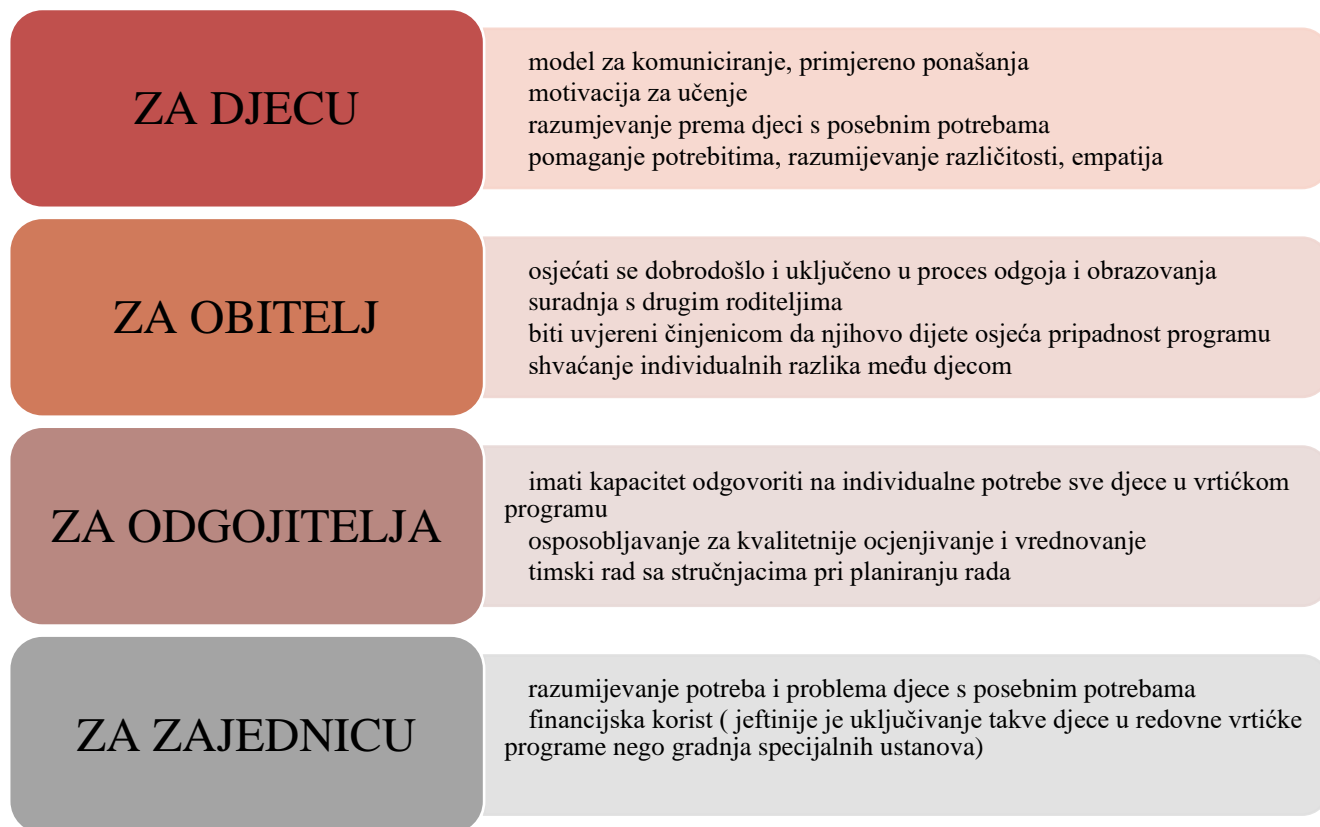 ZA DJECU
model za komuniciranje, primjereno ponašanja
motivacija za učenje
razumjevanje prema djeci s posebnim potrebama
pomaganje potrebitima, razumijevanje različitosti, empatija
ZA OBITELJ
osjećati se dobrodošlo i uključeno u proces odgoja i obrazovanja
suradnja s drugim roditeljima
biti uvjereni činjenicom da njihovo dijete osjeća pripadnost programu
shvaćanje individualnih razlika među djecom
ZA ODGOJITELJA
imati kapacitet odgovoriti na individualne potrebe sve djece u vrtićkom
programu
osposobljavanje za kvalitetnije ocjenjivanje i vrednovanje
timski rad sa stručnjacima pri planiranju rada
ZA ZAJEDNICU
razumijevanje potreba i problema djece s posebnim potrebama
financijska korist ( jeftinije je uključivanje takve djece u redovne vrtićke
programe nego gradnja specijalnih ustanova)